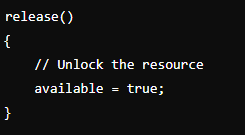 release()
{
    // Unlock the resource
    available = true;
}